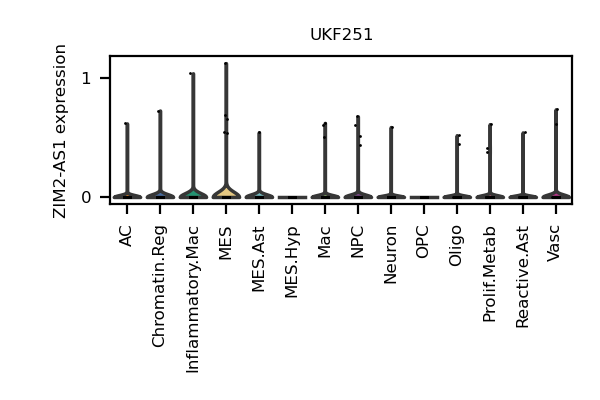 UKF251
ZIM2-AS1 expression
1
0
AC
Chromatin.Reg
Inflammatory.Mac
MES
MES.Ast
MES.Hyp
Mac
NPC
Neuron
OPC
Oligo
Prolif.Metab
Reactive.Ast
Vasc